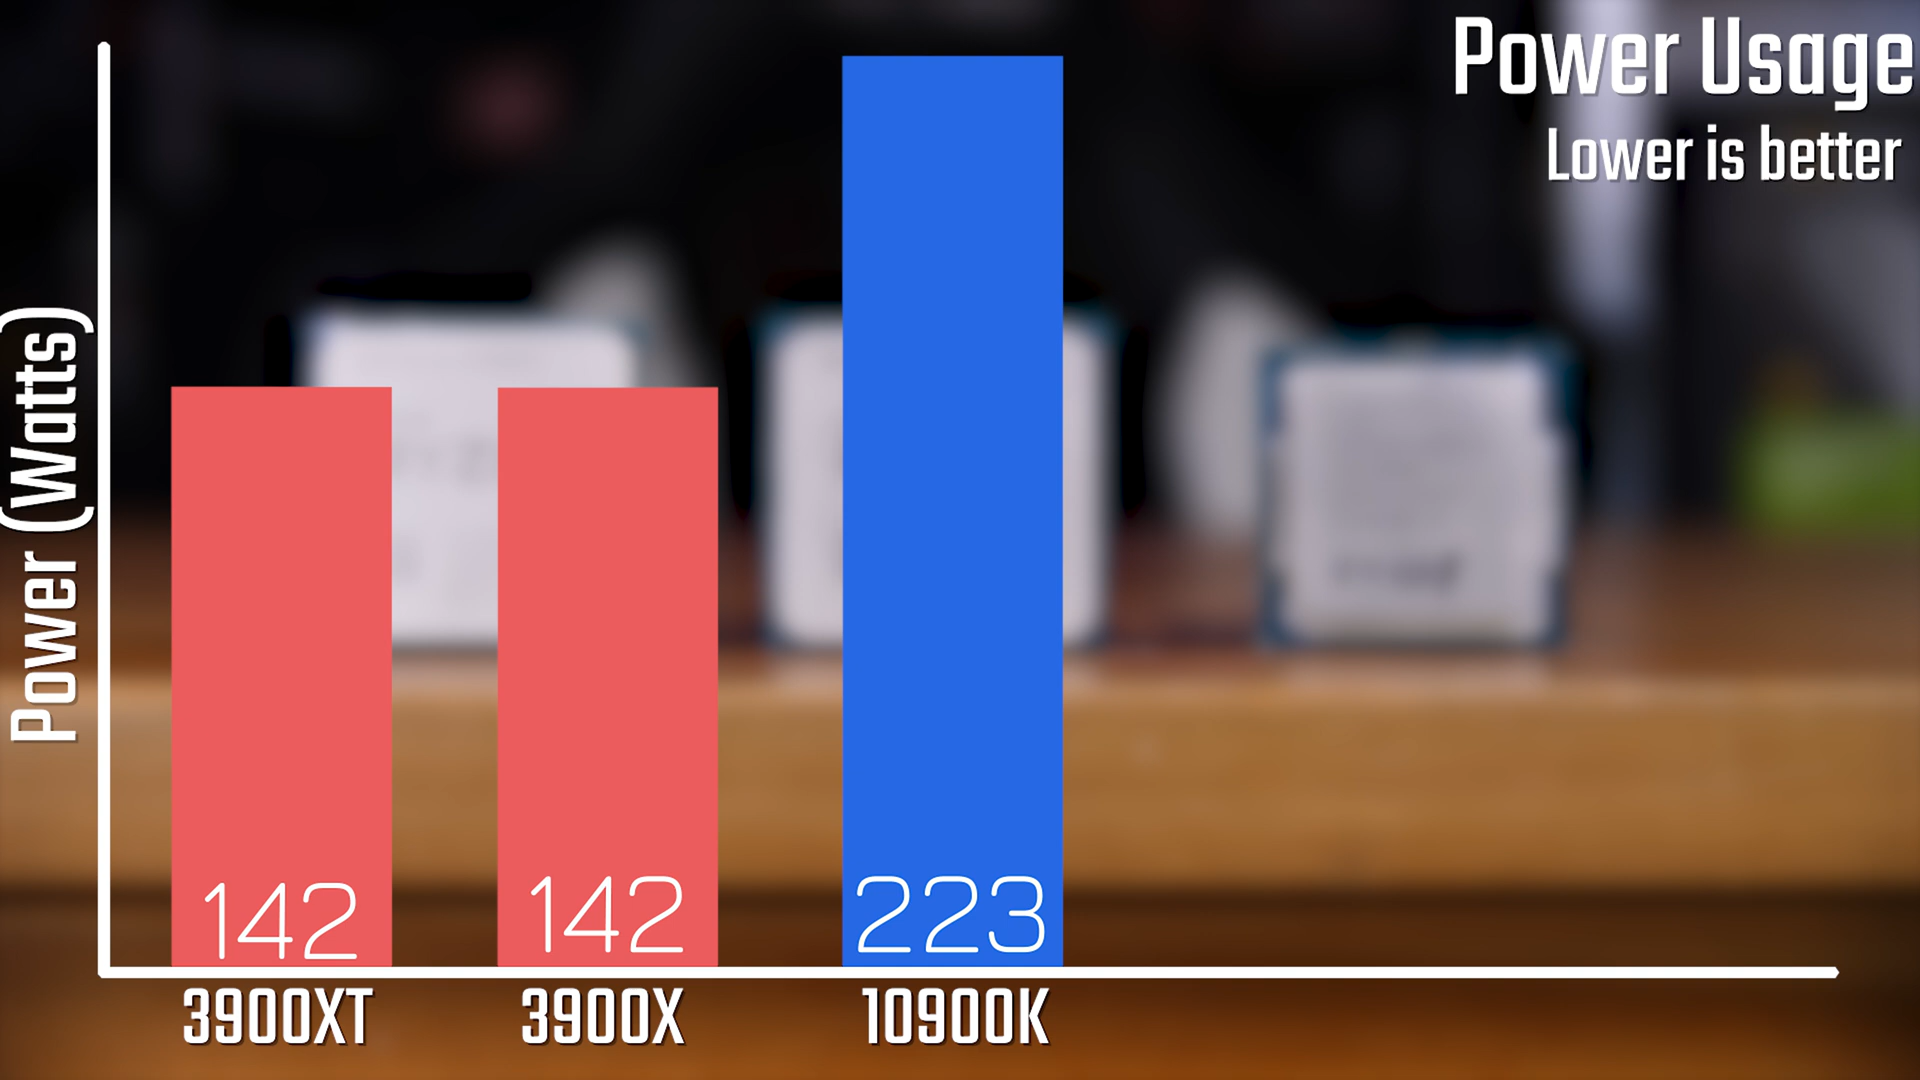 Power Usage
Lower is better
Power (Watts)
142
142
223
3900XT
3900X
10900K